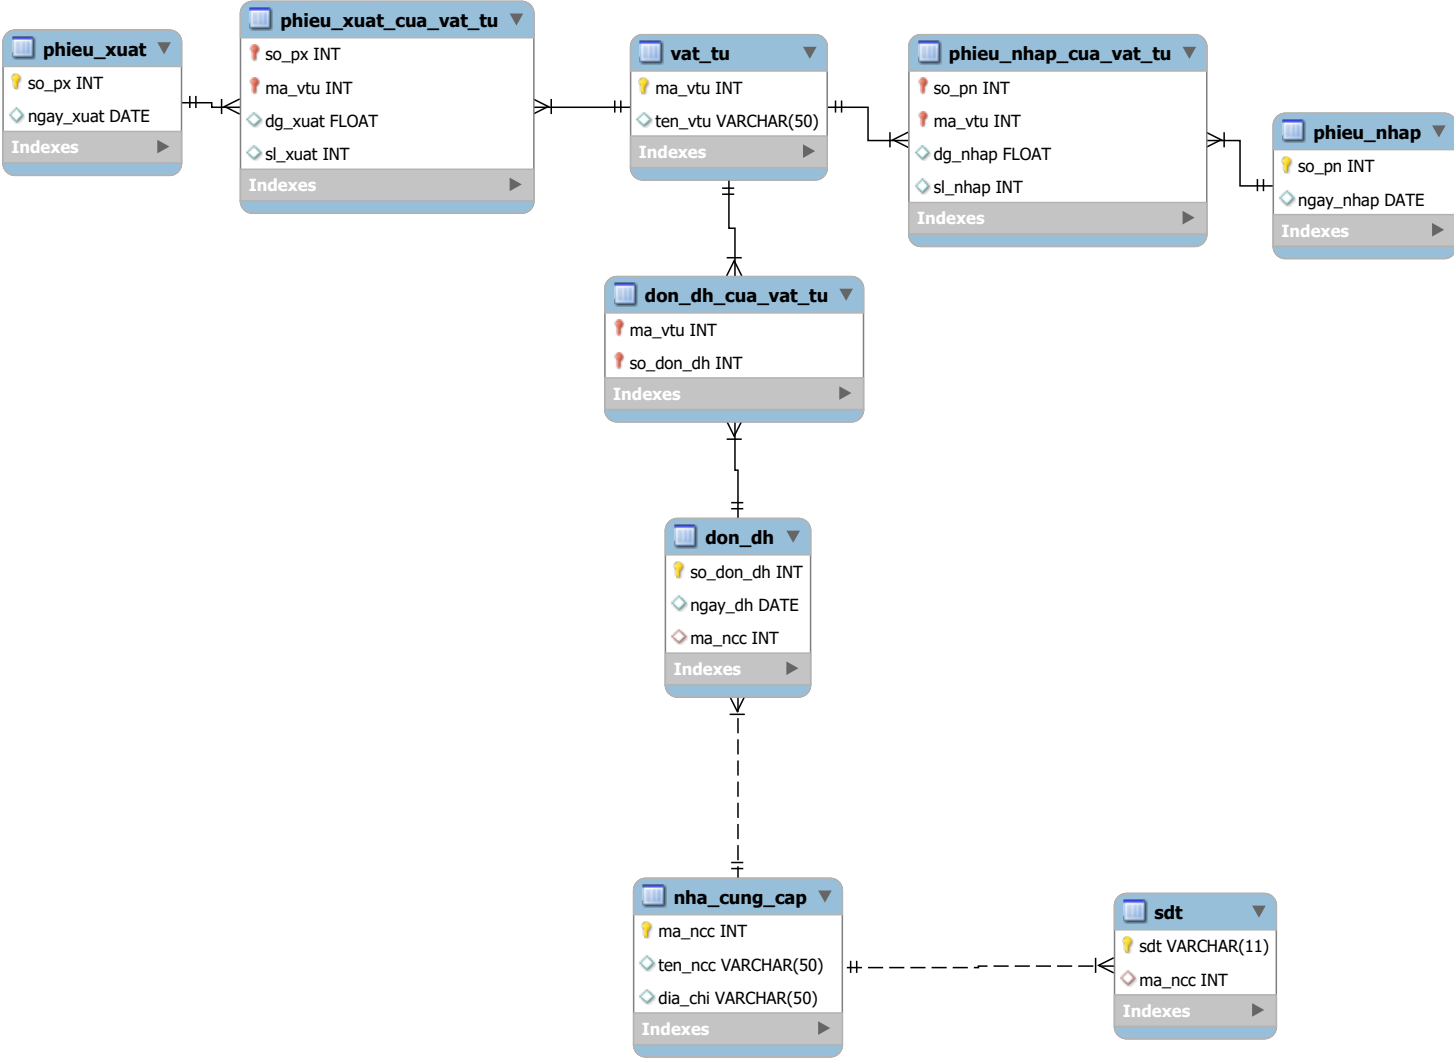 phieu_xuat
so_px INT
ngay_xuat DATE
Indexes
phieu_xuat_cua_vat_tu
so_px INT
ma_vtu INT
dg_xuat FLOAT
sl_xuat INT
Indexes
vat_tu
ma_vtu INT
ten_vtu VARCHAR(50)
Indexes
phieu_nhap_cua_vat_tu
so_pn INT
ma_vtu INT
dg_nhap FLOAT
sl_nhap INT
Indexes
phieu_nhap
so_pn INT
ngay_nhap DATE
Indexes
don_dh_cua_vat_tu
ma_vtu INT
so_don_dh INT
Indexes
don_dh
so_don_dh INT
ngay_dh DATE
ma_ncc INT
Indexes
nha_cung_cap
ma_ncc INT
ten_ncc VARCHAR(50)
dia_chi VARCHAR(50)
Indexes
sdt
sdt VARCHAR(11)
ma_ncc INT
Indexes